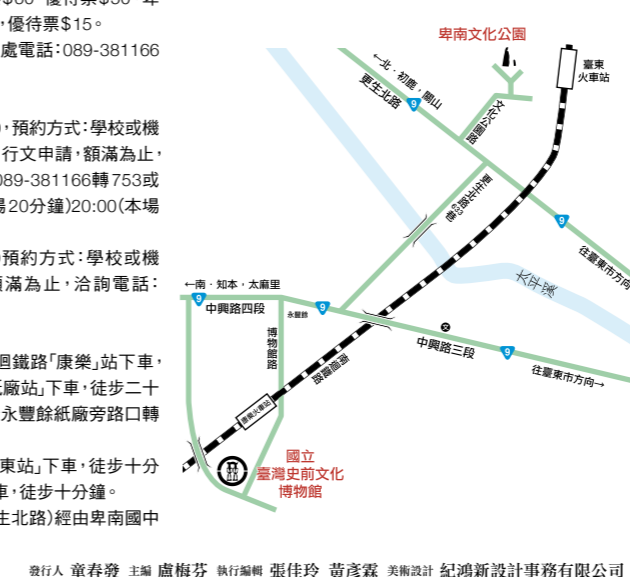 優待票$15。
處電話:089-381166
,預約方式:學校或機
行文申請,額滿為止,
089-381166轉753或
場20分鐘)20:00(本場
預約方式:學校或機
額滿為止,洽詢電話:
迴鐵路「康樂」站下車,
紙廠站」下車,徒步二十
永豐餘紙廠旁路口轉
東站」下車,徒步十分
車,徒步十分鐘。
生北路)經由卑南國中
卑南文化公園
臺東
火車站
←北‧初鹿,關山
更生北路
9
文化公園路
更生北路
633
巷
9
往臺東市方向
太平溪
←南‧知本,太麻里
9
中興路四段
9
永豐餘
博物館路
南迴鐵路
文
中興路三段
9
往臺東市方向→
康樂火車站
國立
臺灣史前文化
博物館
發行人 童春發 主編 盧梅芬 執行編輯 張佳玲 黃彥霖 美術設計 紀鴻新設計事務有限公司